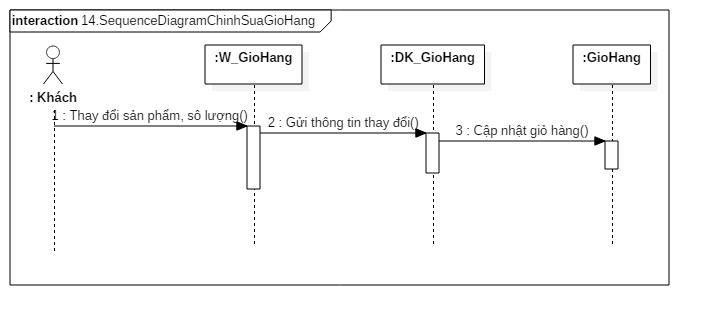 interaction 14.SequenceDiagramChinhSuaGioHang
:W_GioHang
:DK_GioHang
:GioHang
: Khách
1 : Thay đổi sản phẩm, sô lượng()
2 : Gửi thông tin thay đổi()
3 : Cập nhật giỏ hàng()